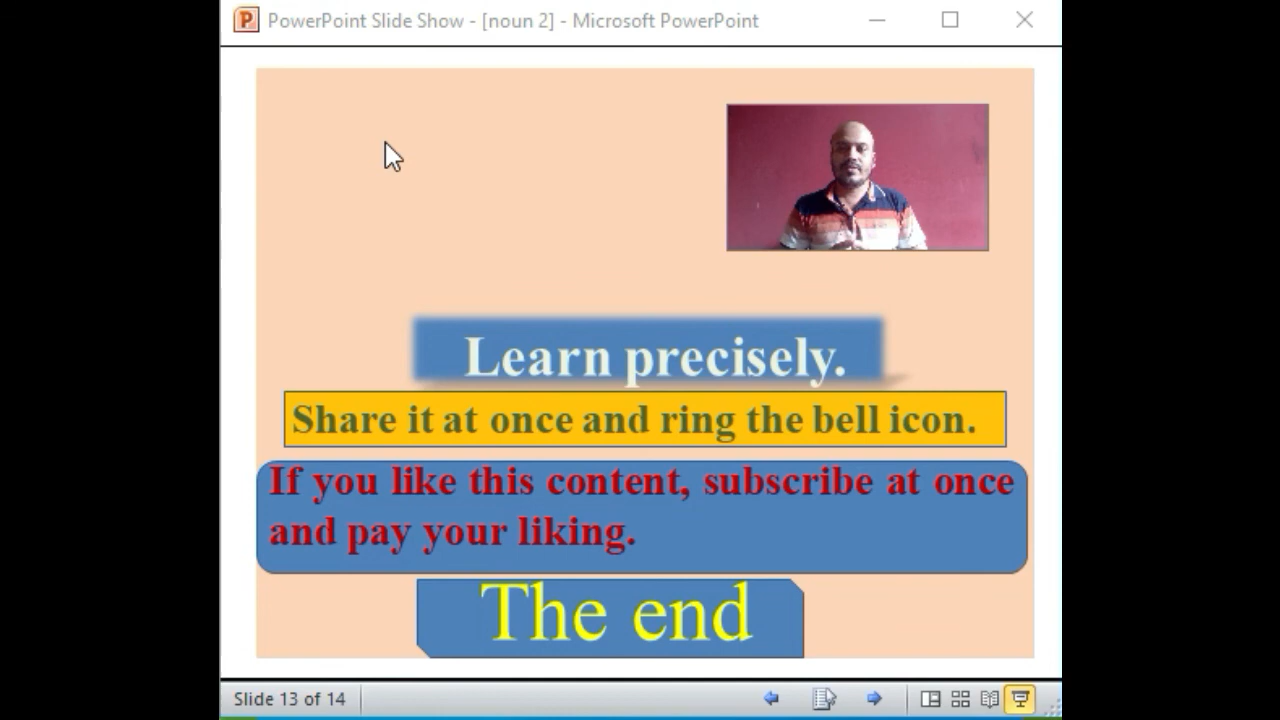 PowerPoint Slide Show - [noun 2] - Microsoft PowerPoint
Learn precisely.
Share it at once and ring the bell icon.
If you like this content, subscribe at once
and pay your liking.
The end
Slide 13 of 14